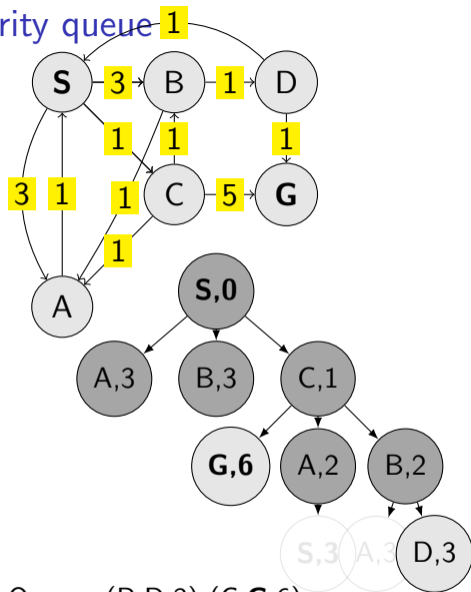 rity queue
1
S 3 B 1 D
1 1 1
3 1 1 C 5 G
1
A
S,0
A,3 B,3 C,1
G,6 A,2 B,2
S,3 A,3 D,3